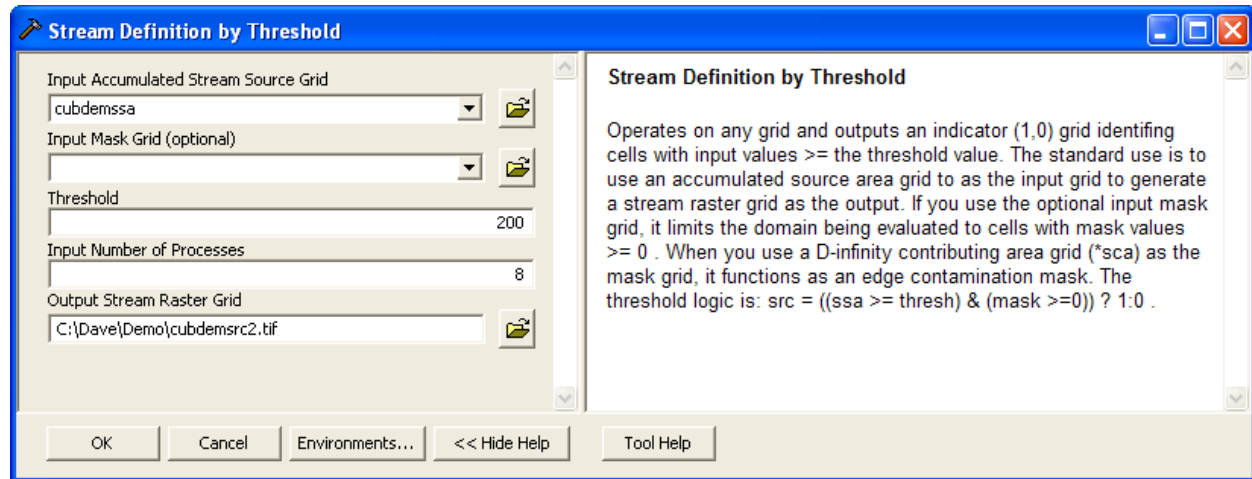 Stream Definition by Threshold
Input Accumulated Stream Source Grid
cubdemssa
Input Mask Grid (optional)
Threshold
200
Input Number of Processes
8
Output Stream Raster Grid
C:\Dave\Demo\cubdemsrc2.tif
Stream Definition by Threshold
Operates on any grid and outputs an indicator (1,0) grid identifing
cells with input values >= the threshold value. The standard use is to
use an accumulated source area grid to as the input grid to generate
a stream raster grid as the output. If you use the optional input mask
grid, it limits the domain being evaluated to cells with mask values
>= 0 . When you use a D-infinity contributing area grid (*sca) as the
mask grid, it functions as an edge contamination mask. The
threshold logic is: src = ((ssa >= thresh) & (mask >=0)) ? 1:0 .
OK
Cancel
Environments...
<< Hide Help
Tool Help